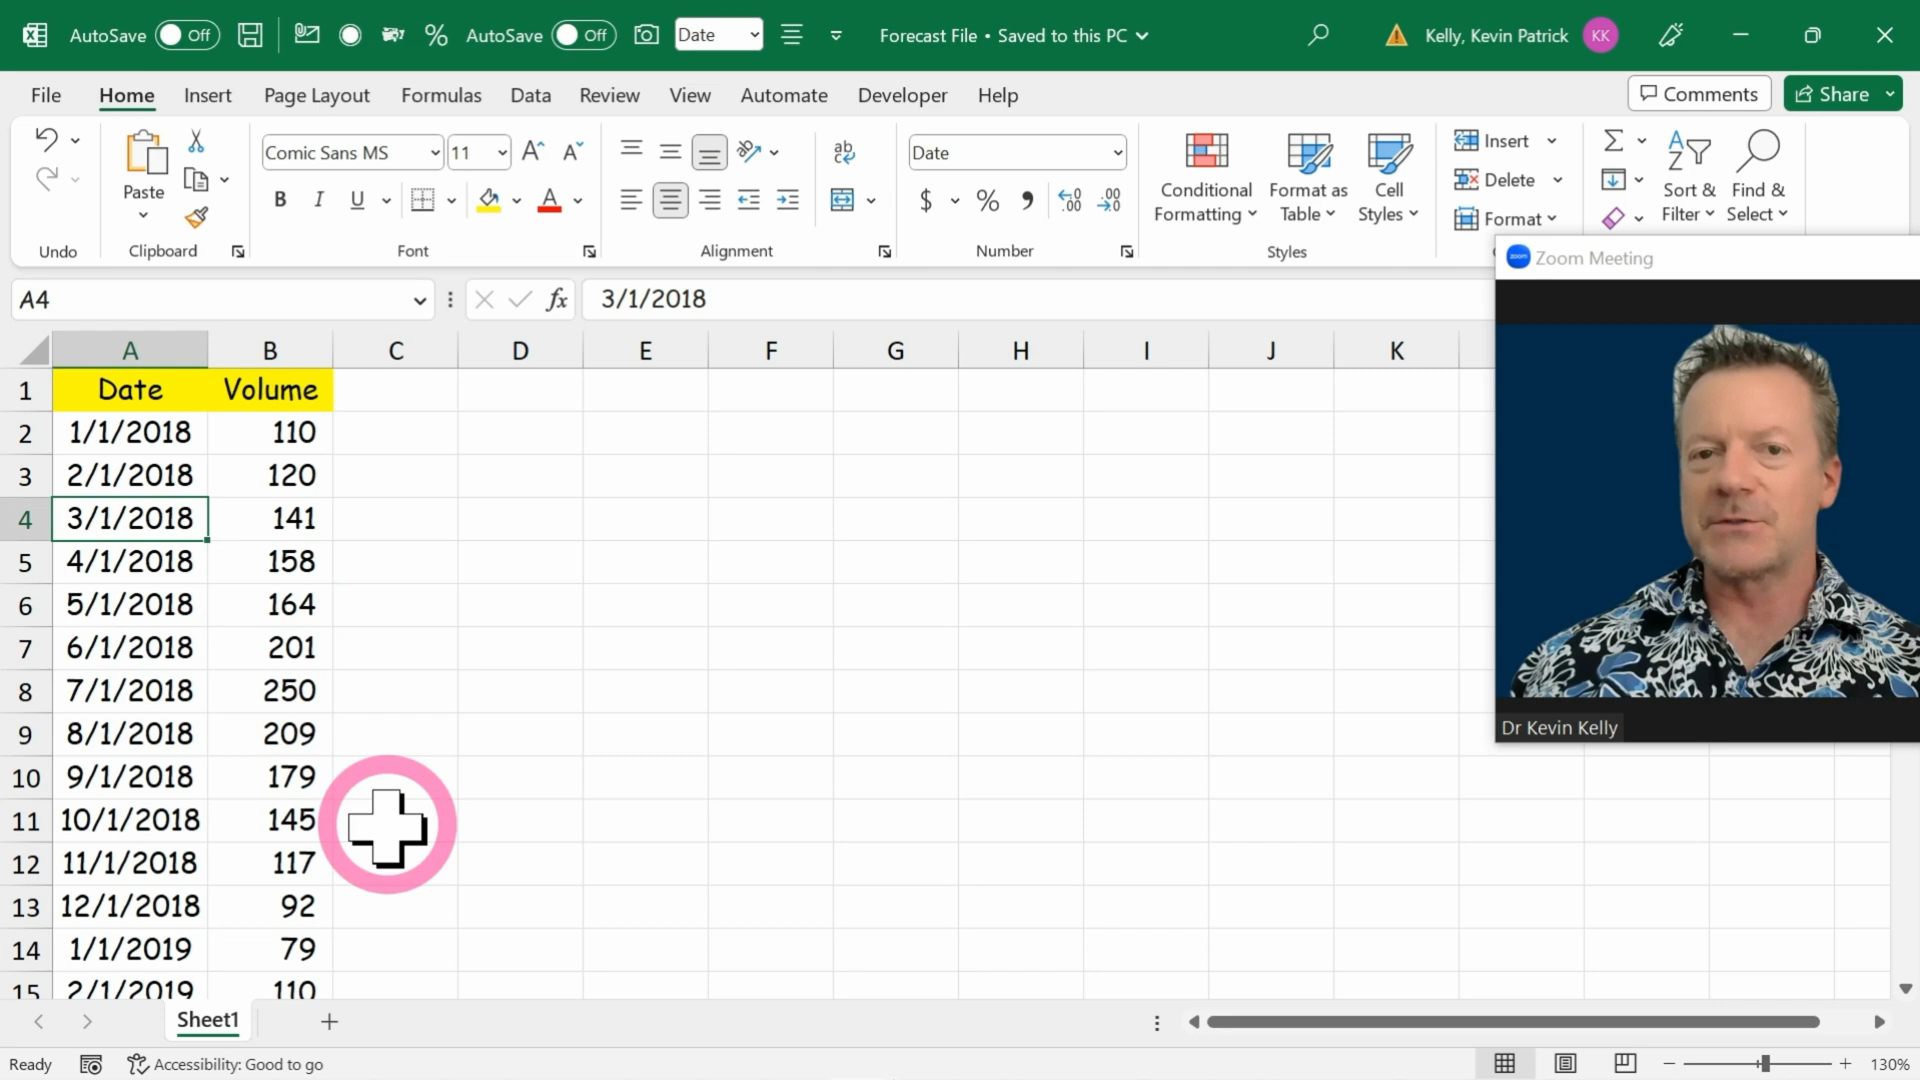 AutoSave Off AutoSave Off Date Forecast File • Saved to this PC Kelly, Kevin Patrick KK
File Home Insert Page Layout Formulas Data Review View Automate Developer Help Comments Share
Paste
Comic Sans MS 11
B I U A
ab
Date
$ % 9
Conditional Formatting
Format as Table
Cell Styles
Insert
Delete
Format
Sort & Filter
Find & Select
Undo Clipboard Font Alignment Number Styles
A4 fx 3/1/2018
zoom Zoom Meeting
A B C D E F G H I J K
1 Date Volume
2 1/1/2018 110
3 2/1/2018 120
4 3/1/2018 141
5 4/1/2018 158
6 5/1/2018 164
7 6/1/2018 201
8 7/1/2018 250
9 8/1/2018 209
10 9/1/2018 179
11 10/1/2018 145
12 11/1/2018 117
13 12/1/2018 92
14 1/1/2019 79
15 2/1/2019 110
Dr Kevin Kelly
Sheet1
Ready Accessibility: Good to go 130%